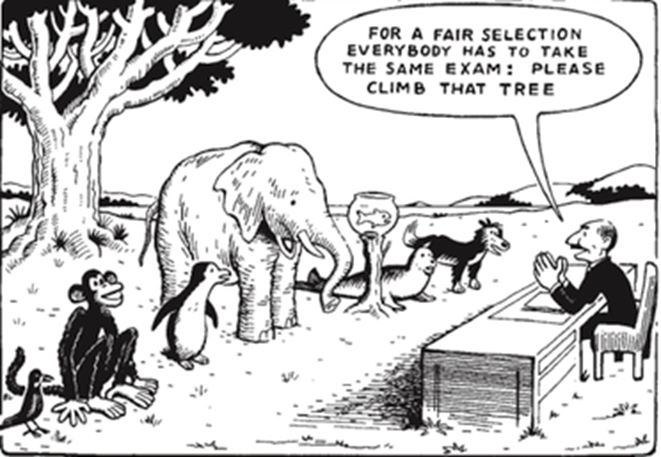 FOR A FAIR SELECTION
EVERYBODY HAS TO TAKE
THE SAME EXAM: PLEASE
CLIMB THAT TREE